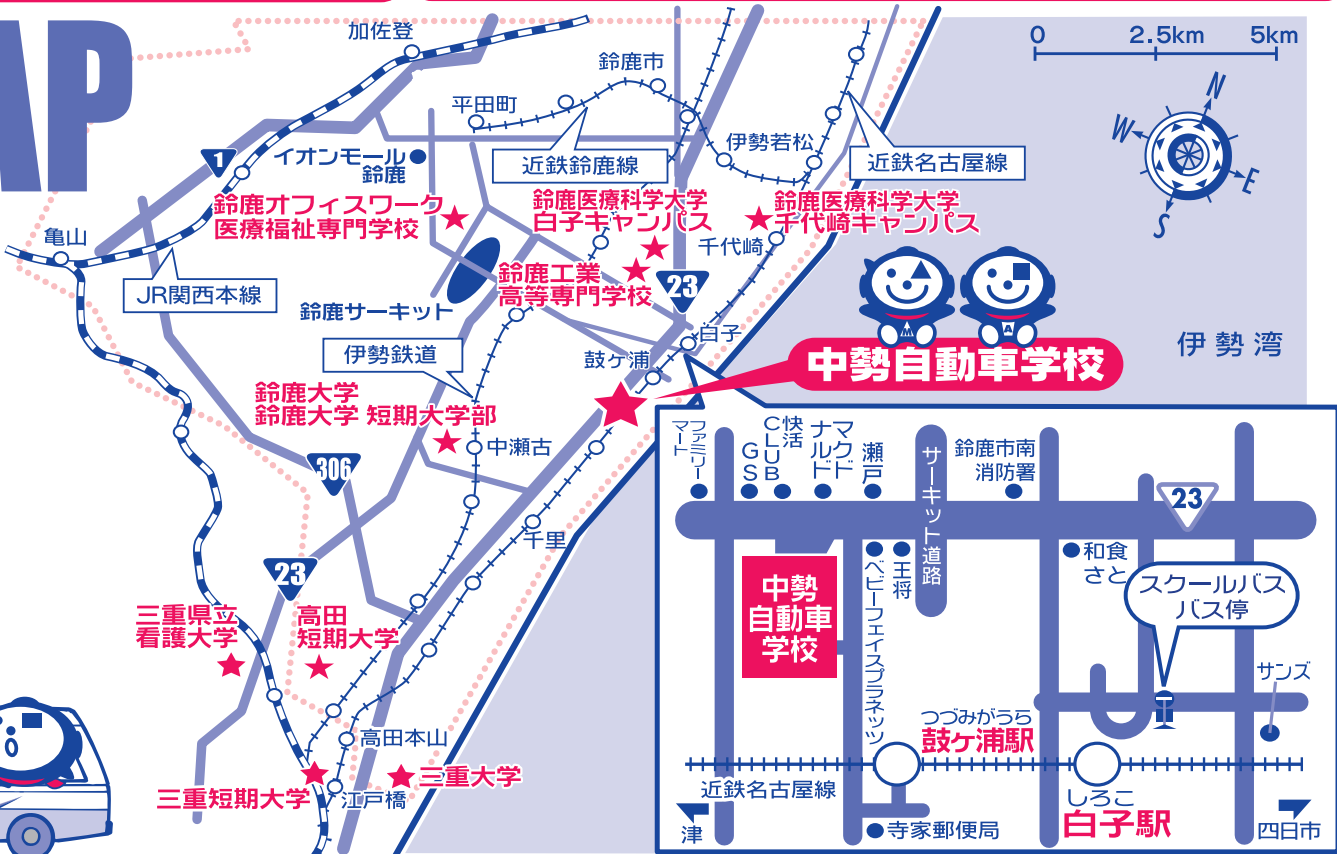 AP
加佐登
0 2.5km 5km
鈴鹿市
平田町
N
W
E
S
1
イオンモール
鈴鹿
近鉄鈴鹿線
伊勢若松
近鉄名古屋線
鈴鹿オフィスワーク
医療福祉専門学校
鈴鹿医療科学大学
白子キャンパス
鈴鹿医療科学大学
千代崎キャンパス
亀山
千代崎
JR関西本線
鈴鹿工業
高等専門学校
23
鈴鹿サーキット
白子
伊勢湾
伊勢鉄道
鼓ヶ浦
中勢自動車学校
鈴鹿大学
鈴鹿大学 短期大学部
中瀬古
306
千里
23
三重県立
看護大学
高田
短期大学
高田本山
三重大学
三重短期大学
江戸橋
ファミリー
マート
GS
快活
CLUB
マクド
ナルド
瀬戸
サーキット道路
鈴鹿市南
消防署
23
中勢
自動車
学校
ベビーフェイスプラネッツ
王将
和食
さと
スクールバス
バス停
サンズ
つづみがうら
鼓ヶ浦駅
近鉄名古屋線
しろこ
白子駅
津
寺家郵便局
四日市